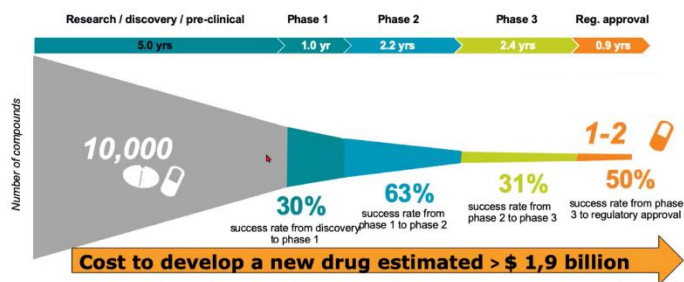 Research / discovery / pre-clinical
Phase 1
Phase 2
Phase 3
Reg. approval
5.0 yrs
1.0 yr
2.2 yrs
2.4 yrs
0.9 yrs
Number of compounds
10,000
1-2
30%
success rate from discovery
to phase 1
63%
success rate from
phase 1 to phase 2
31%
success rate from
phase 2 to phase 3
50%
success rate from phase
3 to regulatory approval
Cost to develop a new drug estimated > $ 1,9 billion